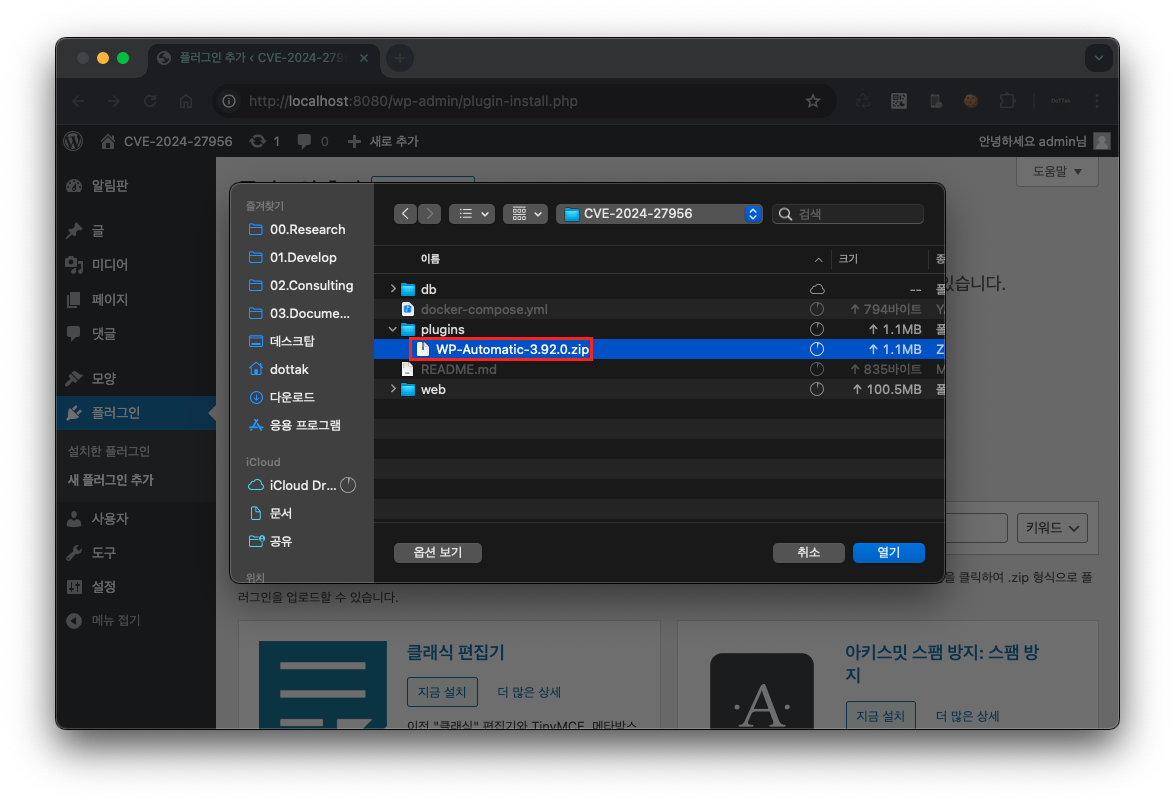 플러그인 추가 ‹ CVE-2024-279
http://localhost:8080/wp-admin/plugin-install.php
CVE-2024-27956
1
0
새로 추가
안녕하세요 admin님
알림판
글
미디어
페이지
댓글
모양
플러그인
설치한 플러그인
새 플러그인 추가
사용자
도구
설정
메뉴 접기
도움말
있습니다.
즐겨찾기
00.Research
01.Develop
02.Consulting
03.Docume...
데스크탑
dottak
다운로드
응용 프로그램
iCloud
iCloud Dr...
문서
공유
위치
CVE-2024-27956
검색
이름
크기
종
db
--
폴
docker-compose.yml
↑ 794바이트
plugins
↑ 1.1MB
폴
WP-Automatic-3.92.0.zip
↑ 1.1MB
Z
README.md
↑ 835바이트
M
web
↑ 100.5MB
폴
옵션 보기
취소
열기
키워드
을 클릭하여 .zip 형식으로 플
러그인을 업로드할 수 있습니다.
클래식 편집기
지금 설치
더 많은 상세
이전 "클래식" 편집기와 TinyMCE, 메타박스
·A·
아키스밋 스팸 방지: 스팸 방
지
지금 설치
더 많은 상세